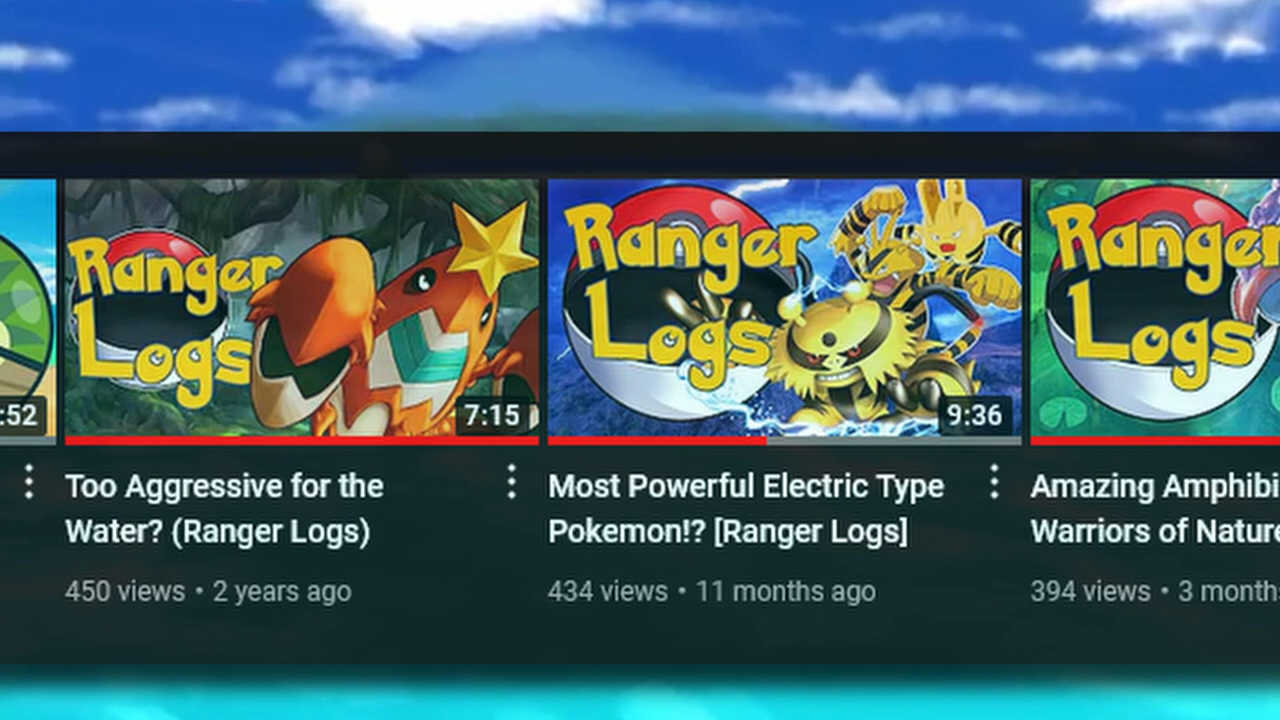 Ranger
Logs
7:15
Ranger
Logs
9:36
Ranger
Logs
:52
Too Aggressive for the
Water? (Ranger Logs)
450 views • 2 years ago
Most Powerful Electric Type
Pokemon!? [Ranger Logs]
434 views • 11 months ago
Amazing Amphibi
Warriors of Nature
394 views • 3 months